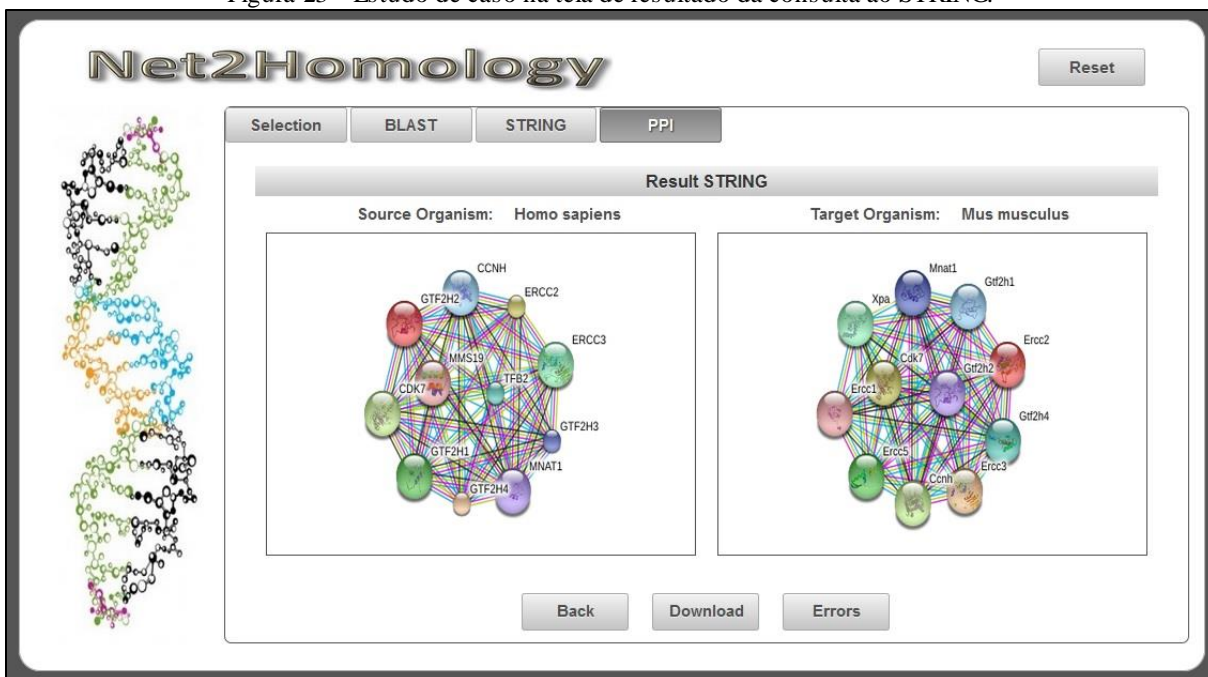 Figura 23 - Estudo de caso na tela de resultado da consulta ao STRING.
Net2Homology
Reset
Selection BLAST STRING PPI
Result STRING
Source Organism: Homo sapiens
Target Organism: Mus musculus
CCNH
GTF2H2
ERCC2
ERCC3
MMS19
TFB2
CDK7
GTF2H3
GTF2H1
MNAT1
GTF2H4
Mnat1
Gtf2h1
Xpa
Ercc2
Cdk7
Gtf2h2
Ercc1
Gtf2h4
Ercc5
Ercc3
Ccnh
Back Download Errors